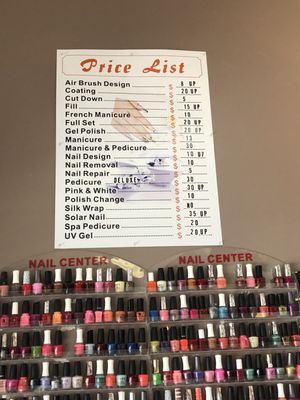 Price List
Air Brush Design $ 8 UP
Coating $ 20 UP
Cut Down $ 5
Fill $ 15 UP
French Manicure $ 10
Full Set $ 20 UP
Gel Polish $ 20 UP
Manicure $ 13
Manicure & Pedicure $ 30
Nail Design $ 10 UP
Nail Removal $ 10
Nail Repair $ 5
Pedicure DELUXE $ 30
Pink & White $ 30 UP
Polish Change $ 10
Silk Wrap $ NO
Solar Nail $ 35 UP
Spa Pedicure $ 20
UV Gel $ 20 UP
NAIL CENTER NAIL CENTER